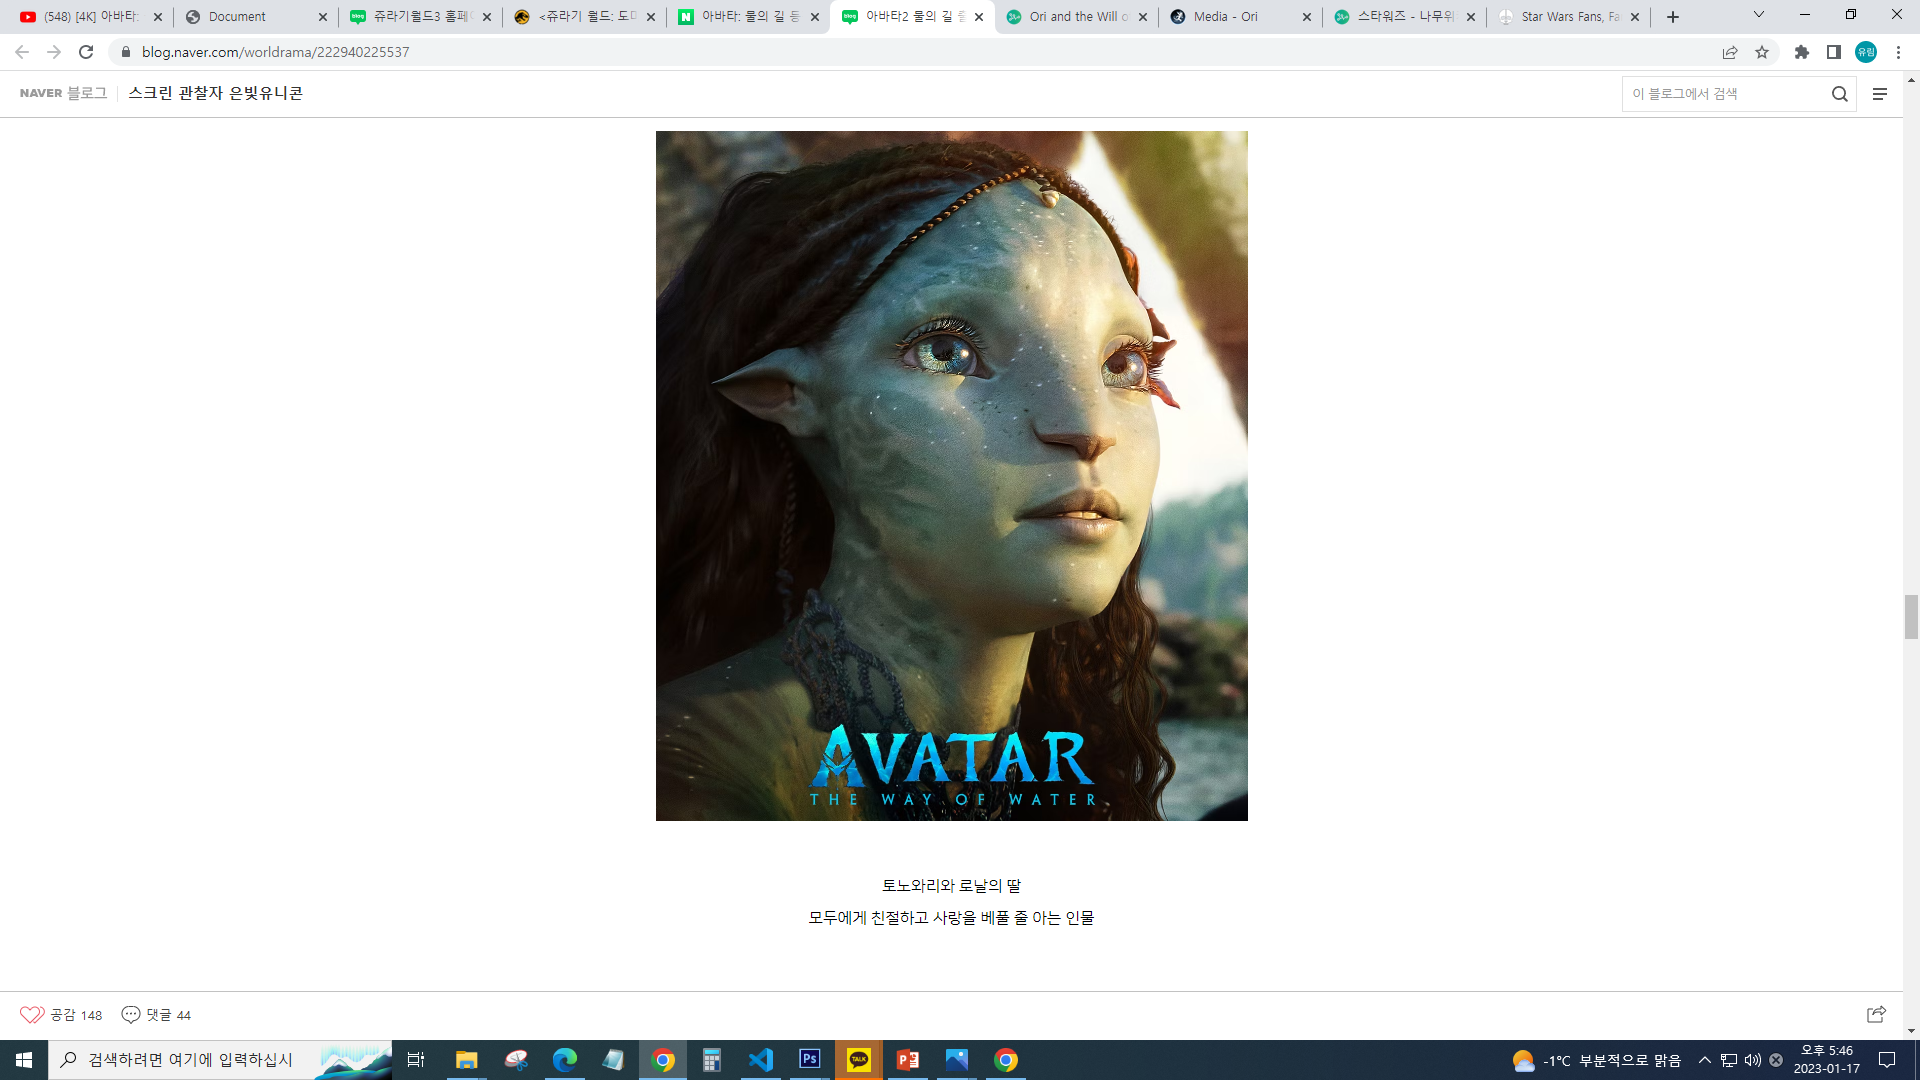 (548) [4K] 아바타:
Document
쥬라기월드3 홈페이
<쥬라기 월드: 도미
아바타: 물의 길 등
아바타2 물의 길 줄
Ori and the Will o
Media - Ori
스타워즈 - 나무위
Star Wars Fans, Fa
blog.naver.com/worldrama/222940225537
유림
NAVER 블로그
스크린 관찰자 은빛유니콘
이 블로그에서 검색
AVATAR
THE WAY OF WATER
토노와리와 로날의 딸
모두에게 친절하고 사랑을 베풀 줄 아는 인물
공감 148
댓글 44
검색하려면 여기에 입력하십시
Ps
TALK
-1°C 부분적으로 맑음
오후 5:46
2023-01-17